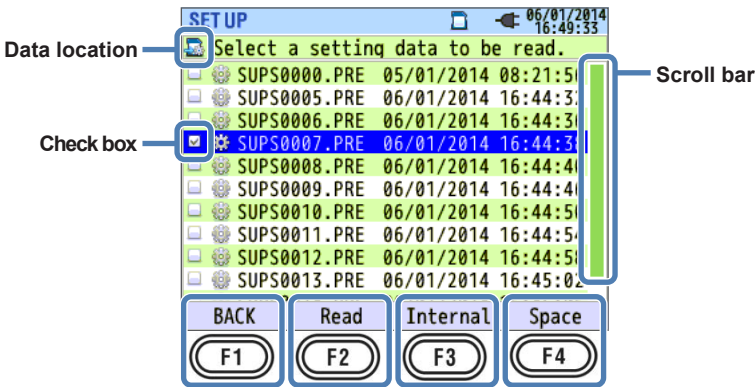 SET UP
06/01/2014
16:49:33
Data location
Select a setting data to be read.
Scroll bar
SUPS0000.PRE 05/01/2014 08:21:5
SUPS0005.PRE 06/01/2014 16:44:3
SUPS0006.PRE 06/01/2014 16:44:3
Check box
SUPS0007.PRE 06/01/2014 16:44:38
SUPS0008.PRE 06/01/2014 16:44:4
SUPS0009.PRE 06/01/2014 16:44:4
SUPS0010.PRE 06/01/2014 16:44:5
SUPS0011.PRE 06/01/2014 16:44:54
SUPS0012.PRE 06/01/2014 16:44:58
SUPS0013.PRE 06/01/2014 16:45:02
BACK Read Internal Space
F1 F2 F3 F4